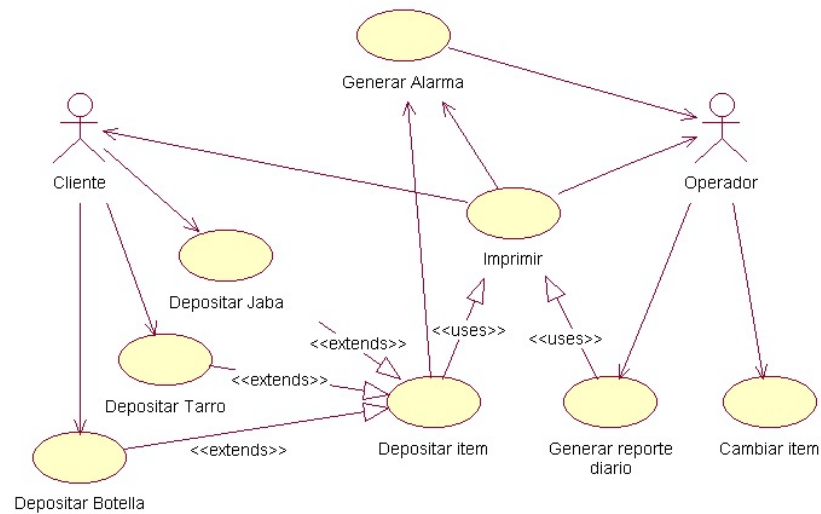 Generar Alarma
Cliente
Operador
Imprimir
Depositar Jaba
<<extends>>
<<uses>>
<<uses>>
<<extends>>
Depositar Tarro
<<extends>>
Depositar item
Generar reporte
diario
Cambiar item
Depositar Botella